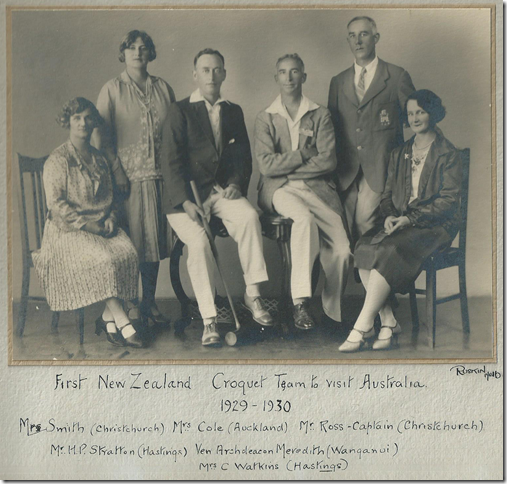 First New Zealand Croquet Team to visit Australia.
1929-1930
Mrs Smith (Christchurch) Mrs Cole (Auckland) Mr Ross-Captain (Christchurch)
Mr H.P. Stratton (Hastings) Ven Archdeacon Meredith (Wanganui)
Mrs C Watkins (Hastings)